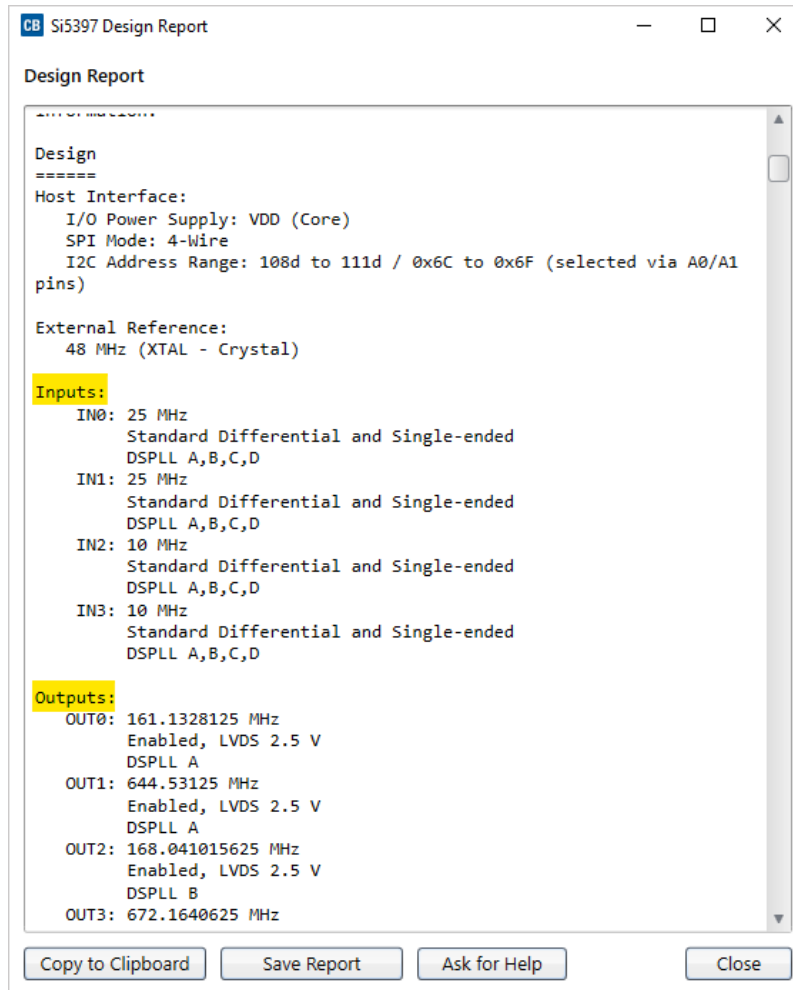 CB Si5397 Design Report
Design Report
Design
======
Host Interface:
I/O Power Supply: VDD (Core)
SPI Mode: 4-Wire
I2C Address Range: 108d to 111d / 0x6C to 0x6F (selected via A0/A1
pins)
External Reference:
48 MHz (XTAL - Crystal)
Inputs:
IN0: 25 MHz
Standard Differential and Single-ended
DSPLL A,B,C,D
IN1: 25 MHz
Standard Differential and Single-ended
DSPLL A,B,C,D
IN2: 10 MHz
Standard Differential and Single-ended
DSPLL A,B,C,D
IN3: 10 MHz
Standard Differential and Single-ended
DSPLL A,B,C,D
Outputs:
OUT0: 161.1328125 MHz
Enabled, LVDS 2.5 V
DSPLL A
OUT1: 644.53125 MHz
Enabled, LVDS 2.5 V
DSPLL A
OUT2: 168.041015625 MHz
Enabled, LVDS 2.5 V
DSPLL B
OUT3: 672.1640625 MHz
Copy to Clipboard Save Report Ask for Help Close